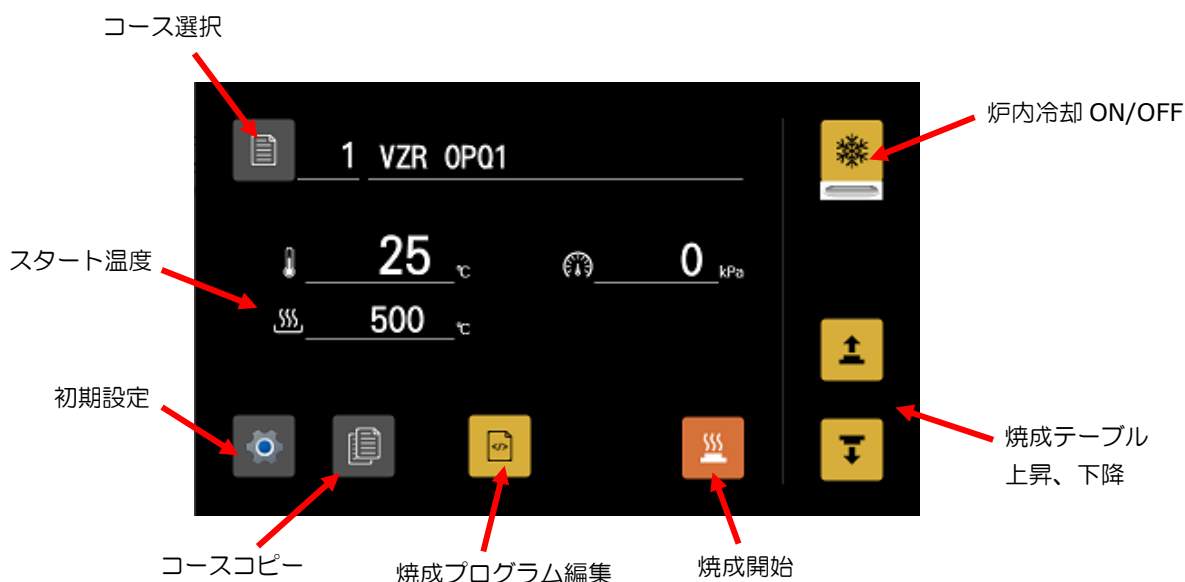 コース選択
炉内冷却 ON/OFF
1 VZR OPQ1
スタート温度
25 ℃
0 kPa
500 ℃
初期設定
焼成テーブル
上昇、下降
コースコピー
焼成プログラム編集
焼成開始